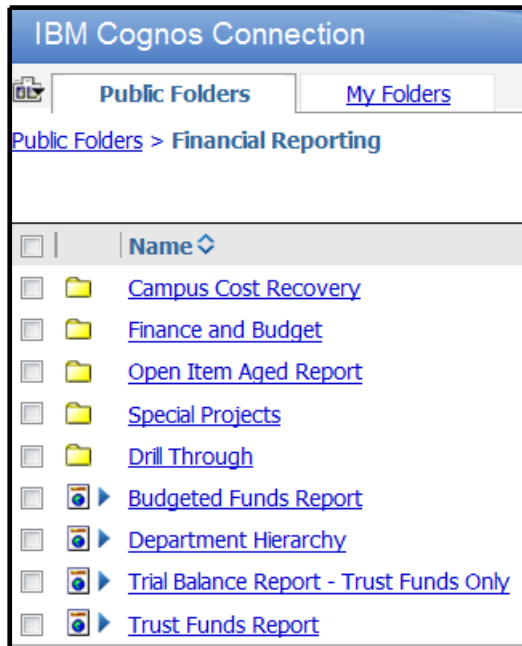 IBM Cognos Connection
Public Folders My Folders
Public Folders > Financial Reporting
Name
Campus Cost Recovery
Finance and Budget
Open Item Aged Report
Special Projects
Drill Through
Budgeted Funds Report
Department Hierarchy
Trial Balance Report - Trust Funds Only
Trust Funds Report